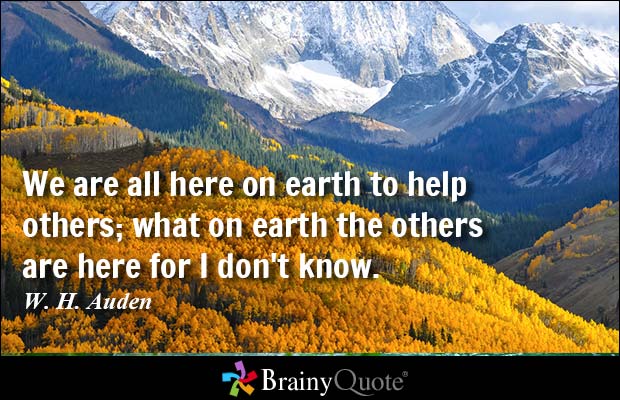 We are all here on earth to help
others; what on earth the others
are here for I don't know.
W. H. Auden
BrainyQuote®